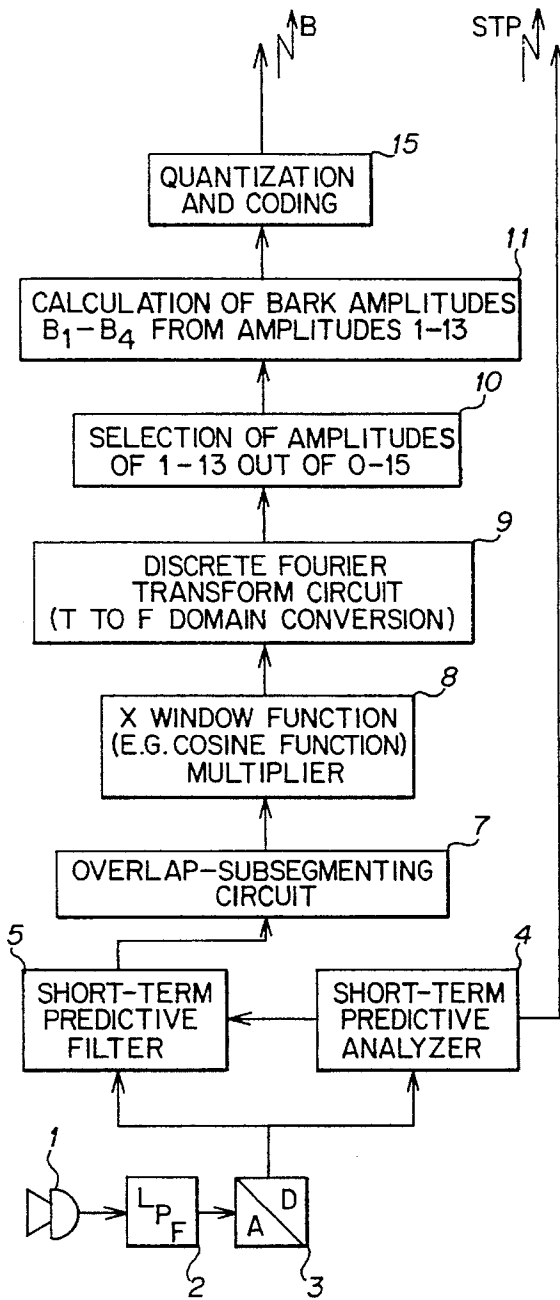 B
STP
15
QUANTIZATION
AND CODING
11
CALCULATION OF BARK AMPLITUDES
B1-B4 FROM AMPLITUDES 1-13
10
SELECTION OF AMPLITUDES
OF 1-13 OUT OF 0-15
9
DISCRETE FOURIER
TRANSFORM CIRCUIT
(T TO F DOMAIN CONVERSION)
8
X WINDOW FUNCTION
(E.G. COSINE FUNCTION)
MULTIPLIER
7
OVERLAP-SUBSEGMENTING
CIRCUIT
5
SHORT-TERM
PREDICTIVE
FILTER
4
SHORT-TERM
PREDICTIVE
ANALYZER
1
LPF
2
D
A
3